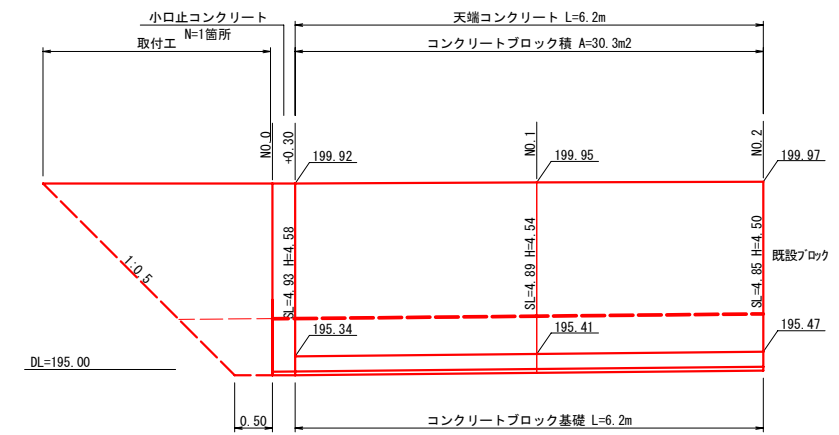 小口止コンクリート
N=1箇所
取付工
天端コンクリート L=6.2m
コンクリートブロック積 A=30.3m2
NO.0
+0.30
NO.1
NO.2
199.92
199.95
199.97
SL=4.93 H=4.58
SL=4.89 H=4.54
SL=4.85 H=4.50
既設ブロック
1:0.5
195.34
195.41
195.47
DL=195.00
0.50
コンクリートブロック基礎 L=6.2m